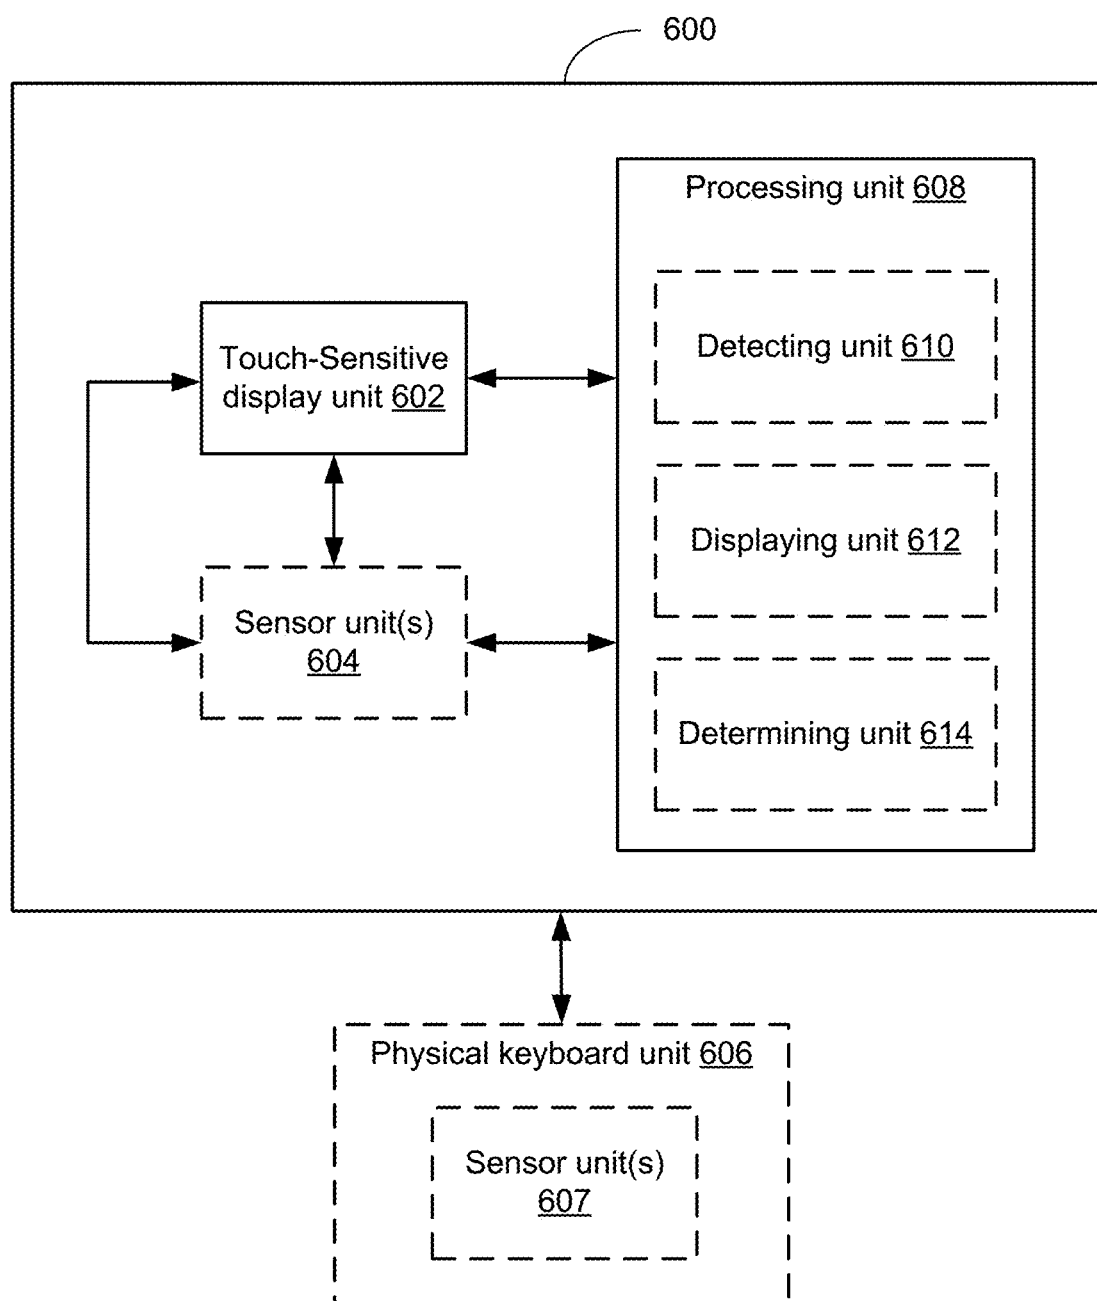 600
Processing unit 608
Detecting unit 610
Touch-Sensitive
display unit 602
Displaying unit 612
Sensor unit(s)
604
Determining unit 614
Physical keyboard unit 606
Sensor unit(s)
607